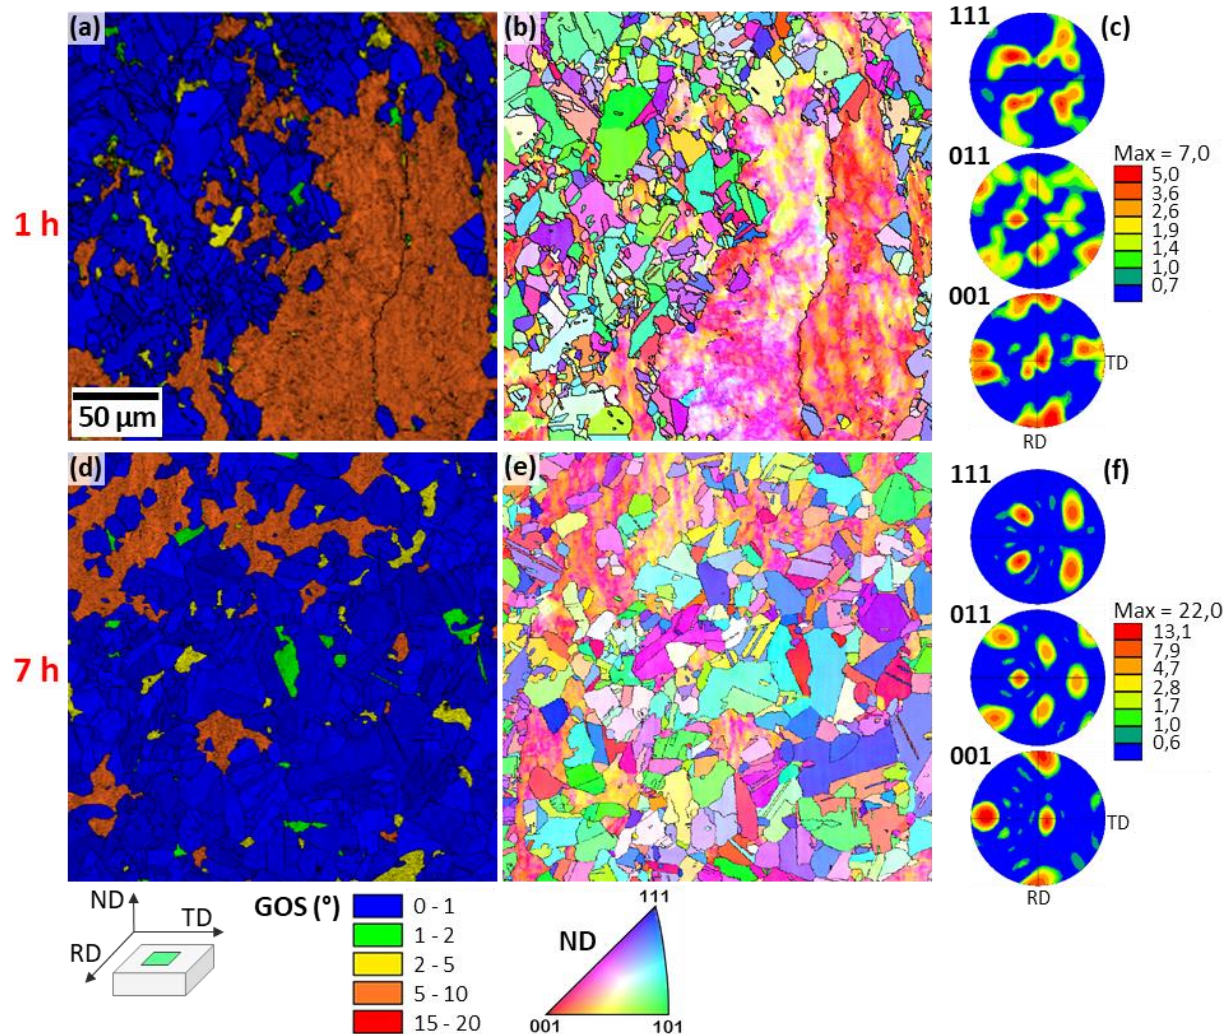 (a)
(b)
111
(c)
011
Max = 7,0
5,0
3,6
2,6
1,9
1,4
1,0
0,7
1 h
001
TD
50 µm
RD
(d)
(e)
111
(f)
011
Max = 22,0
13,1
7,9
4,7
2,8
1,7
1,0
0,6
7 h
001
TD
RD
ND
TD
RD
GOS (°)
0 - 1
1 - 2
2 - 5
5 - 10
15 - 20
111
ND
001
101